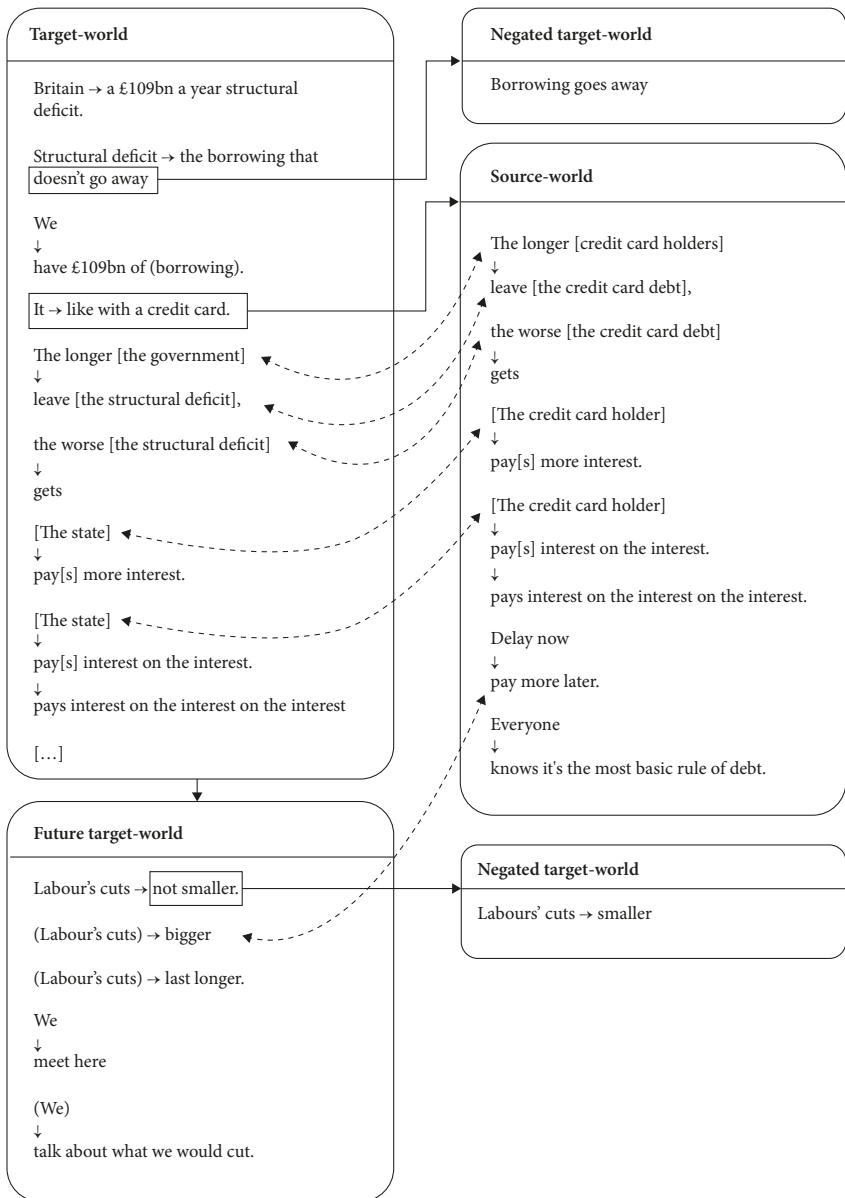 Target-world
Britain → a £109bn a year structural
deficit.
Structural deficit → the borrowing that
doesn't go away
We
↓
have £109bn of (borrowing).
It → like with a credit card.
The longer [the government]
↓
leave [the structural deficit],
the worse [the structural deficit]
↓
gets
[The state]
↓
pay[s] more interest.
[The state]
↓
pay[s] interest on the interest.
↓
pays interest on the interest on the interest
[…]
Negated target-world
Borrowing goes away
Source-world
The longer [credit card holders]
↓
leave [the credit card debt],
the worse [the credit card debt]
↓
gets
[The credit card holder]
↓
pay[s] more interest.
[The credit card holder]
↓
pay[s] interest on the interest.
↓
pays interest on the interest on the interest.
Delay now
↓
pay more later.
Everyone
↓
knows it's the most basic rule of debt.
Future target-world
Labour's cuts → not smaller.
(Labour's cuts) → bigger
(Labour's cuts) → last longer.
We
↓
meet here
(We)
↓
talk about what we would cut.
Negated target-world
Labours' cuts → smaller